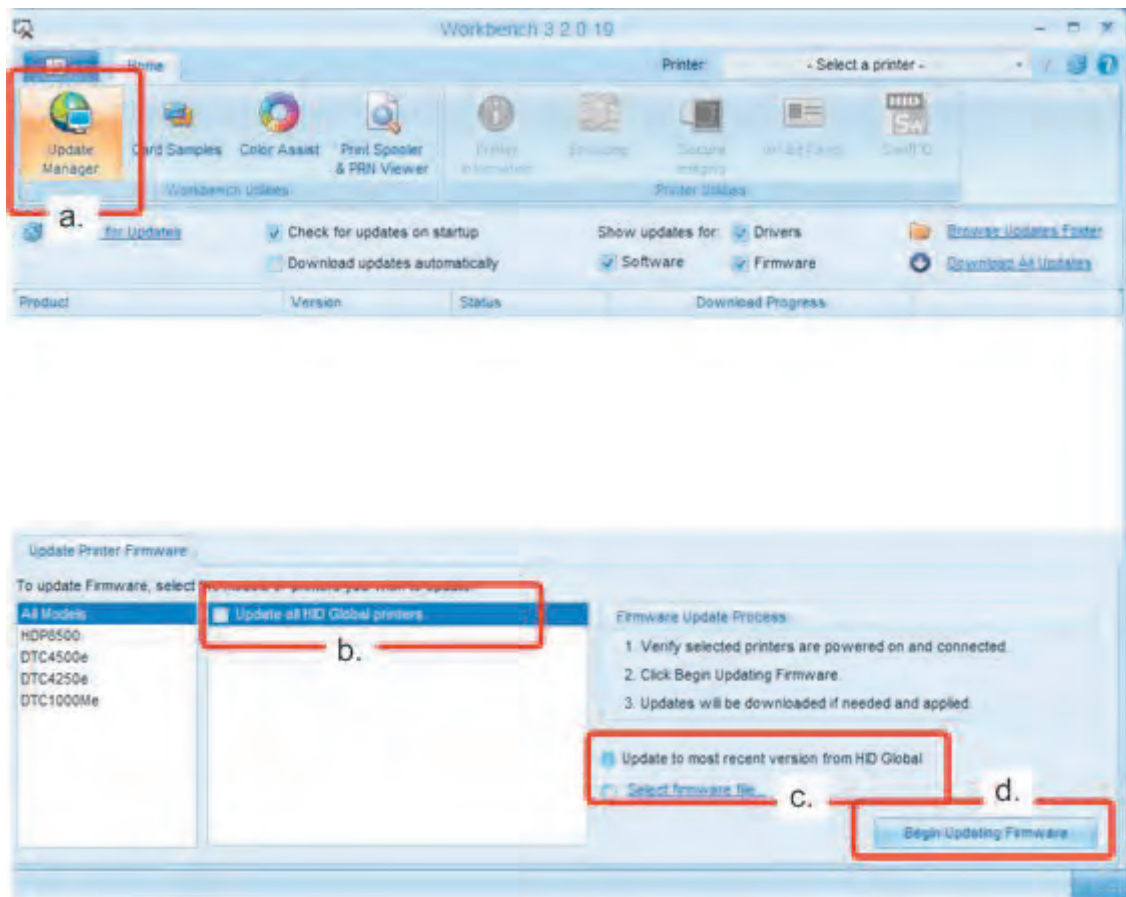 Workbench 3.2.0.19
Home
Printer: - Select a printer -
Update Manager
Card Samples
Color Assist
Print Spooler & PRN Viewer
Printer Information
Secure
HID
Workbench Utilities
Printer Utilities
a.
for Updates
Check for updates on startup
Show updates for:
Drivers
Browse Updates Folder
Download updates automatically
Software
Firmware
Download All Updates
Product
Version
Status
Download Progress
Update Printer Firmware
To update Firmware, select
All Models
Update all HID Global printers
HDP8500
DTC4500e
DTC4250e
DTC1000Me
b.
Firmware Update Process
1. Verify selected printers are powered on and connected.
2. Click Begin Updating Firmware.
3. Updates will be downloaded if needed and applied.
Update to most recent version from HID Global
Select firmware file...
c.
d.
Begin Updating Firmware